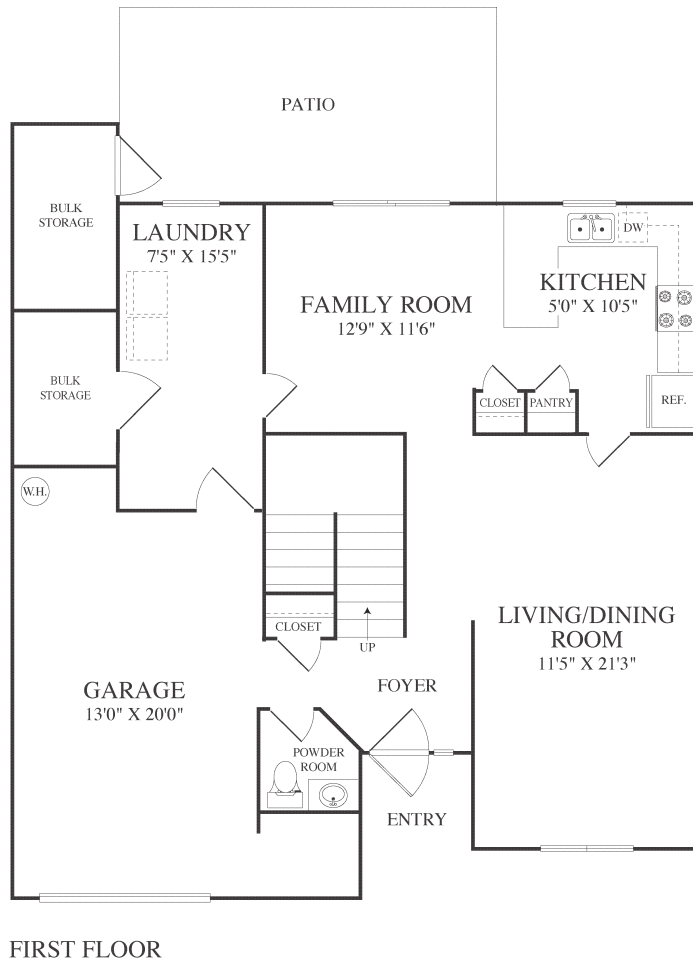 PATIO
BULK
STORAGE
LAUNDRY
7'5" X 15'5"
DW
KITCHEN
5'0" X 10'5"
FAMILY ROOM
12'9" X 11'6"
BULK
STORAGE
CLOSET
PANTRY
REF.
W.H.
CLOSET
UP
LIVING/DINING
ROOM
11'5" X 21'3"
GARAGE
13'0" X 20'0"
FOYER
POWDER
ROOM
ENTRY
FIRST FLOOR